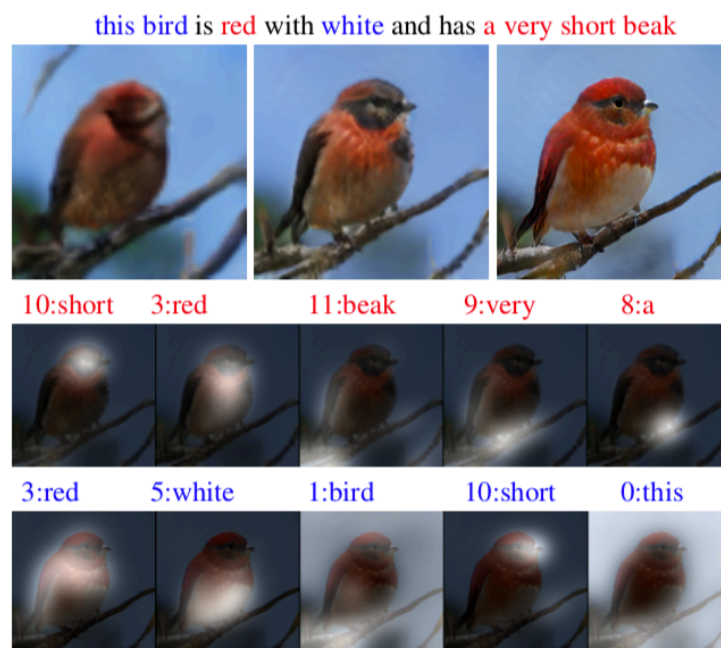 this bird is red with white and has a very short beak
10:short 3:red 11:beak 9:very 8:a
3:red 5:white 1:bird 10:short 0:this